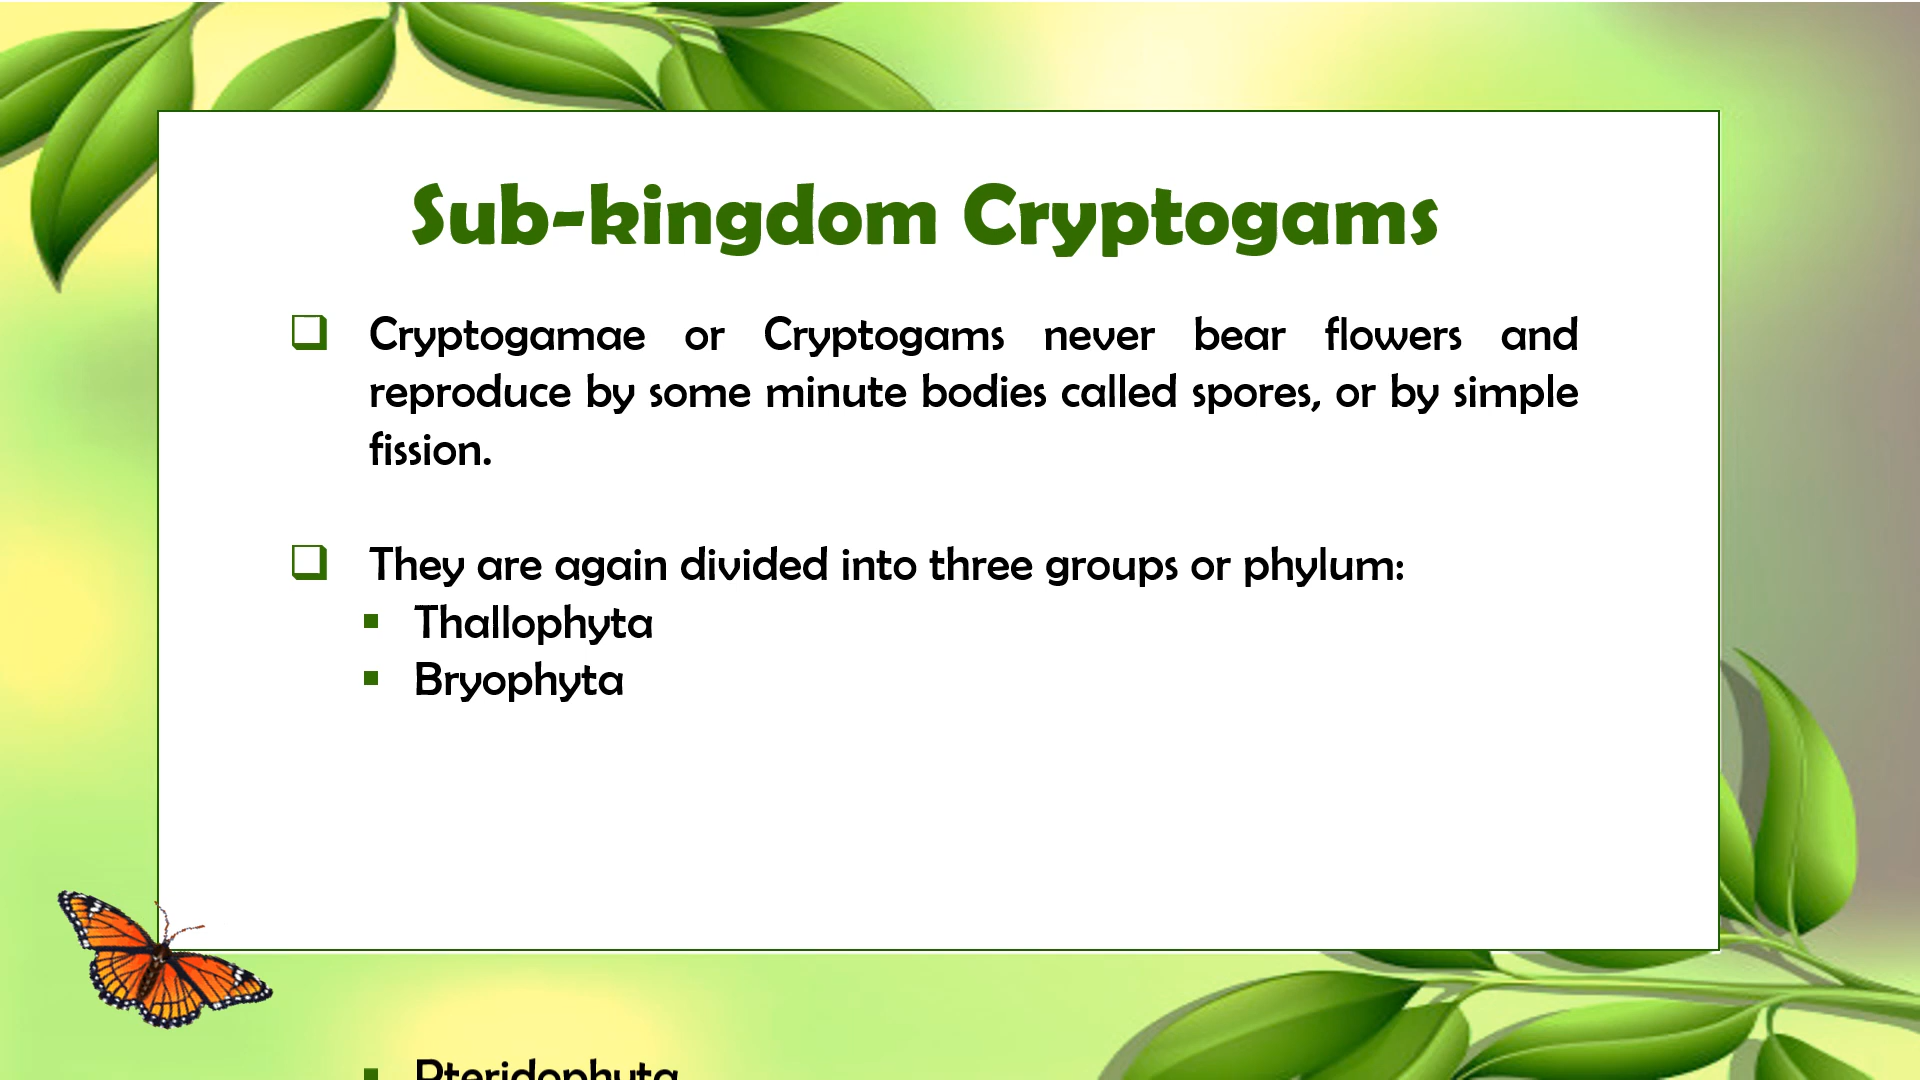 Sub-kingdom Cryptogams
Cryptogamae or Cryptogams never bear flowers and
reproduce by some minute bodies called spores, or by simple
fission.
They are again divided into three groups or phylum:
Thallophyta
Bryophyta
Pteridophyta